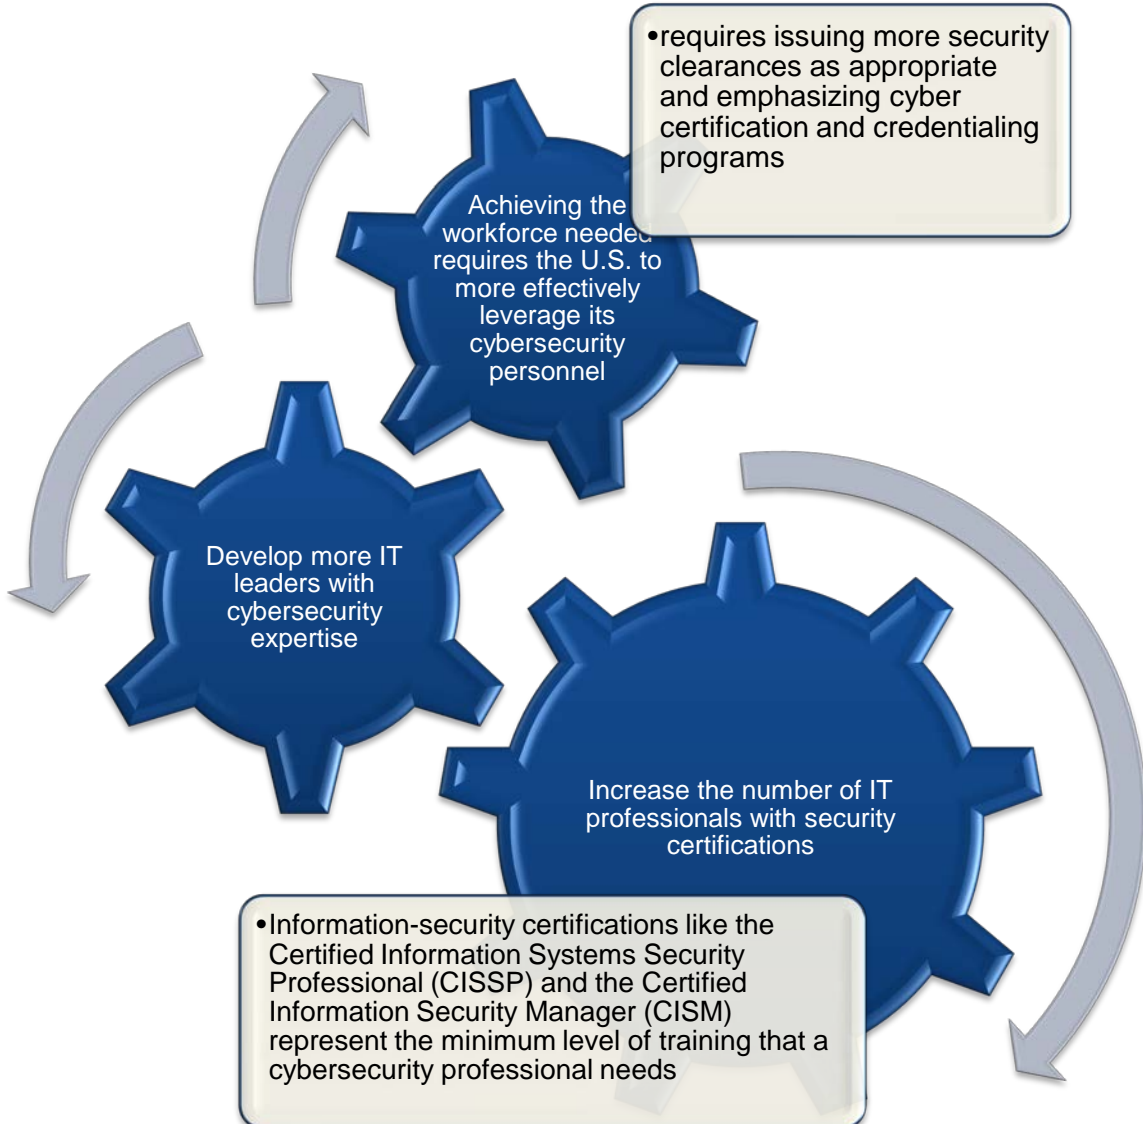 •requires issuing more security
clearances as appropriate
and emphasizing cyber
certification and credentialing
programs
Achieving the
workforce needed
requires the U.S. to
more effectively
leverage its
cybersecurity
personnel
Develop more IT
leaders with
cybersecurity
expertise
Increase the number of IT
professionals with security
certifications
•Information-security certifications like the
Certified Information Systems Security
Professional (CISSP) and the Certified
Information Security Manager (CISM)
represent the minimum level of training that a
cybersecurity professional needs